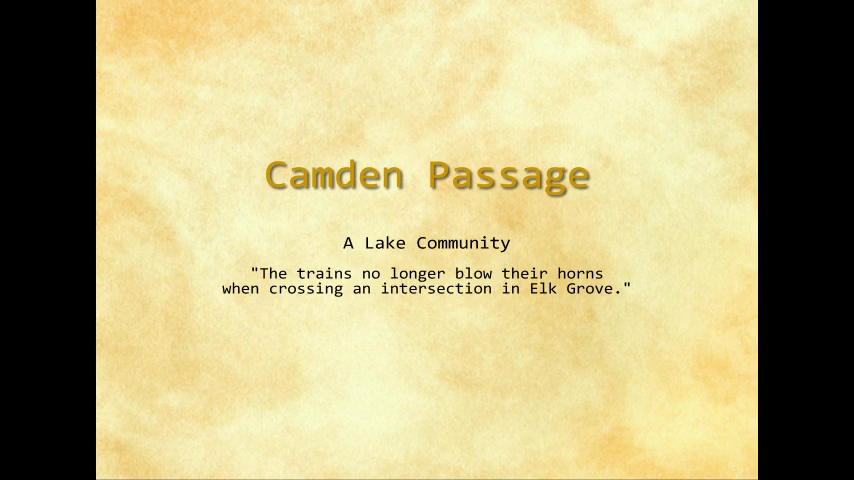 Camden Passage
A Lake Community
"The trains no longer blow their horns
when crossing an intersection in Elk Grove."